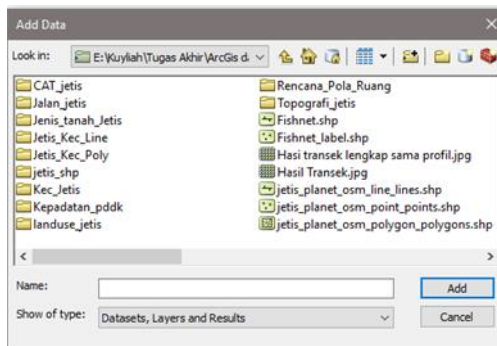 Add Data
Look in:
E:\Kuyliah\Tugas Akhir\ArcGis d
CAT_jetis
Jalan_jetis
Jenis_tanah_Jetis
Jetis_Kec_Line
Jetis_Kec_Poly
jetis_shp
Kec_Jetis
Kepadatan_pddk
landuse_jetis
Rencana_Pola_Ruang
Topografi_jetis
Fishnet.shp
Fishnet_label.shp
Hasi transek lengkap sama profil.jpg
Hasil Transek.jpg
jetis_planet_osm_line_lines.shp
jetis_planet_osm_point_points.shp
jetis_planet_osm_polygon_polygons.shp
Name:
Add
Show of type:
Datasets, Layers and Results
Cancel